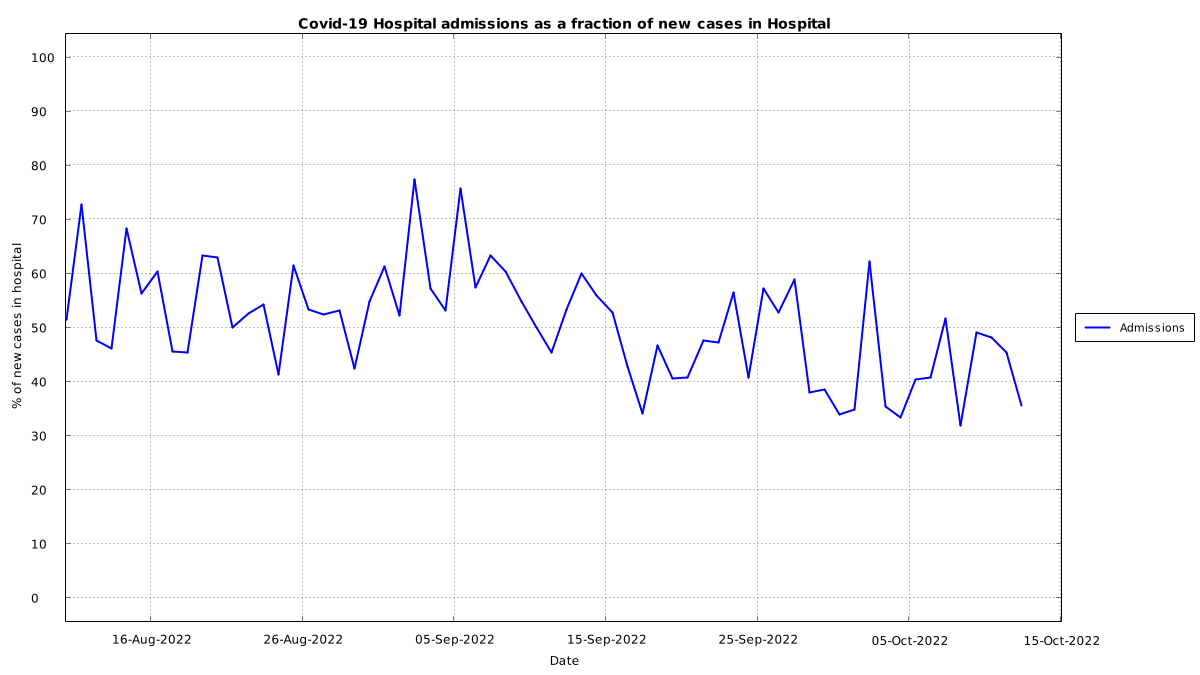 Covid-19 Hospital admissions as a fraction of new cases in Hospital
100
90
80
70
60
50
40
30
20
10
0
% of new cases in hospital
Admissions
16-Aug-2022 26-Aug-2022 05-Sep-2022 15-Sep-2022 25-Sep-2022 05-Oct-2022 15-Oct-2022
Date